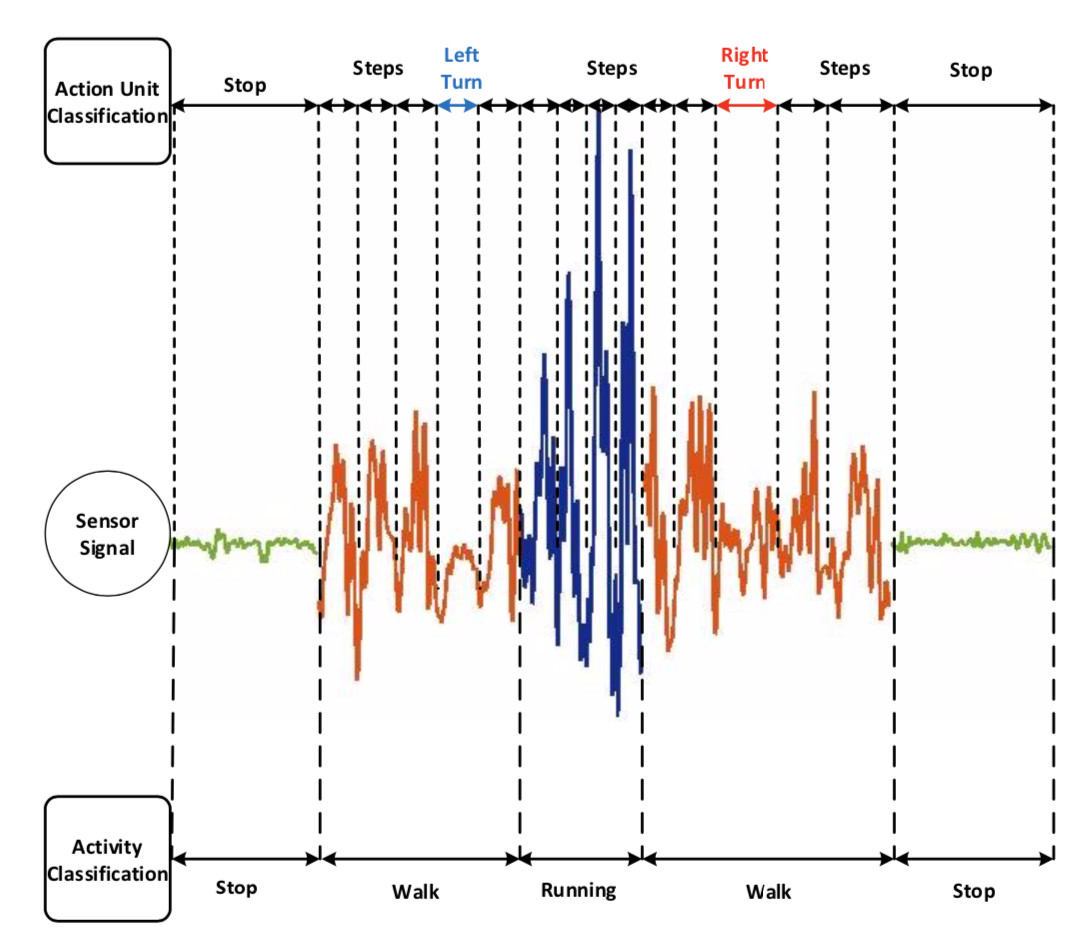 Action Unit
Classification
Stop
Steps
Left
Turn
Steps
Right
Turn
Steps
Stop
Sensor
Signal
Activity
Classification
Stop
Walk
Running
Walk
Stop